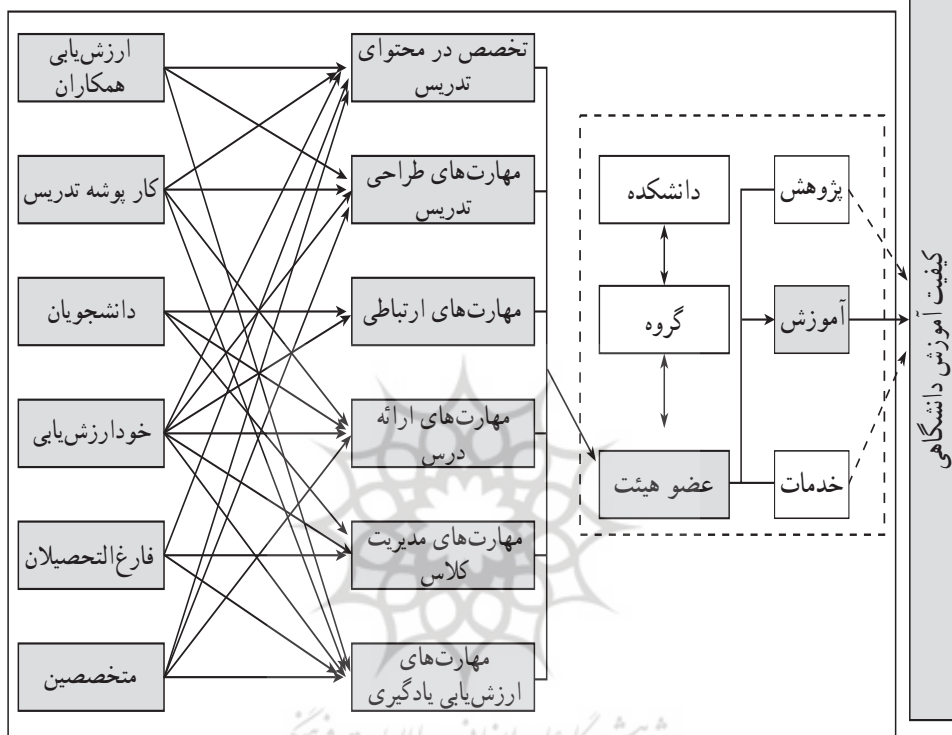 ارزش‌یابی
همکاران
کار پوشه تدریس
دانشجویان
خودارزش‌یابی
فارغ‌التحصیلان
متخصصین
تخصص در محتوای
تدریس
مهارت‌های طراحی
تدریس
مهارت‌های ارتباطی
مهارت‌های ارائه
درس
مهارت‌های مدیریت
کلاس
مهارت‌های
ارزش‌یابی یادگیری
دانشکده
گروه
عضو هیئت
پژوهش
آموزش
خدمات
کیفیت آموزش دانشگاهی